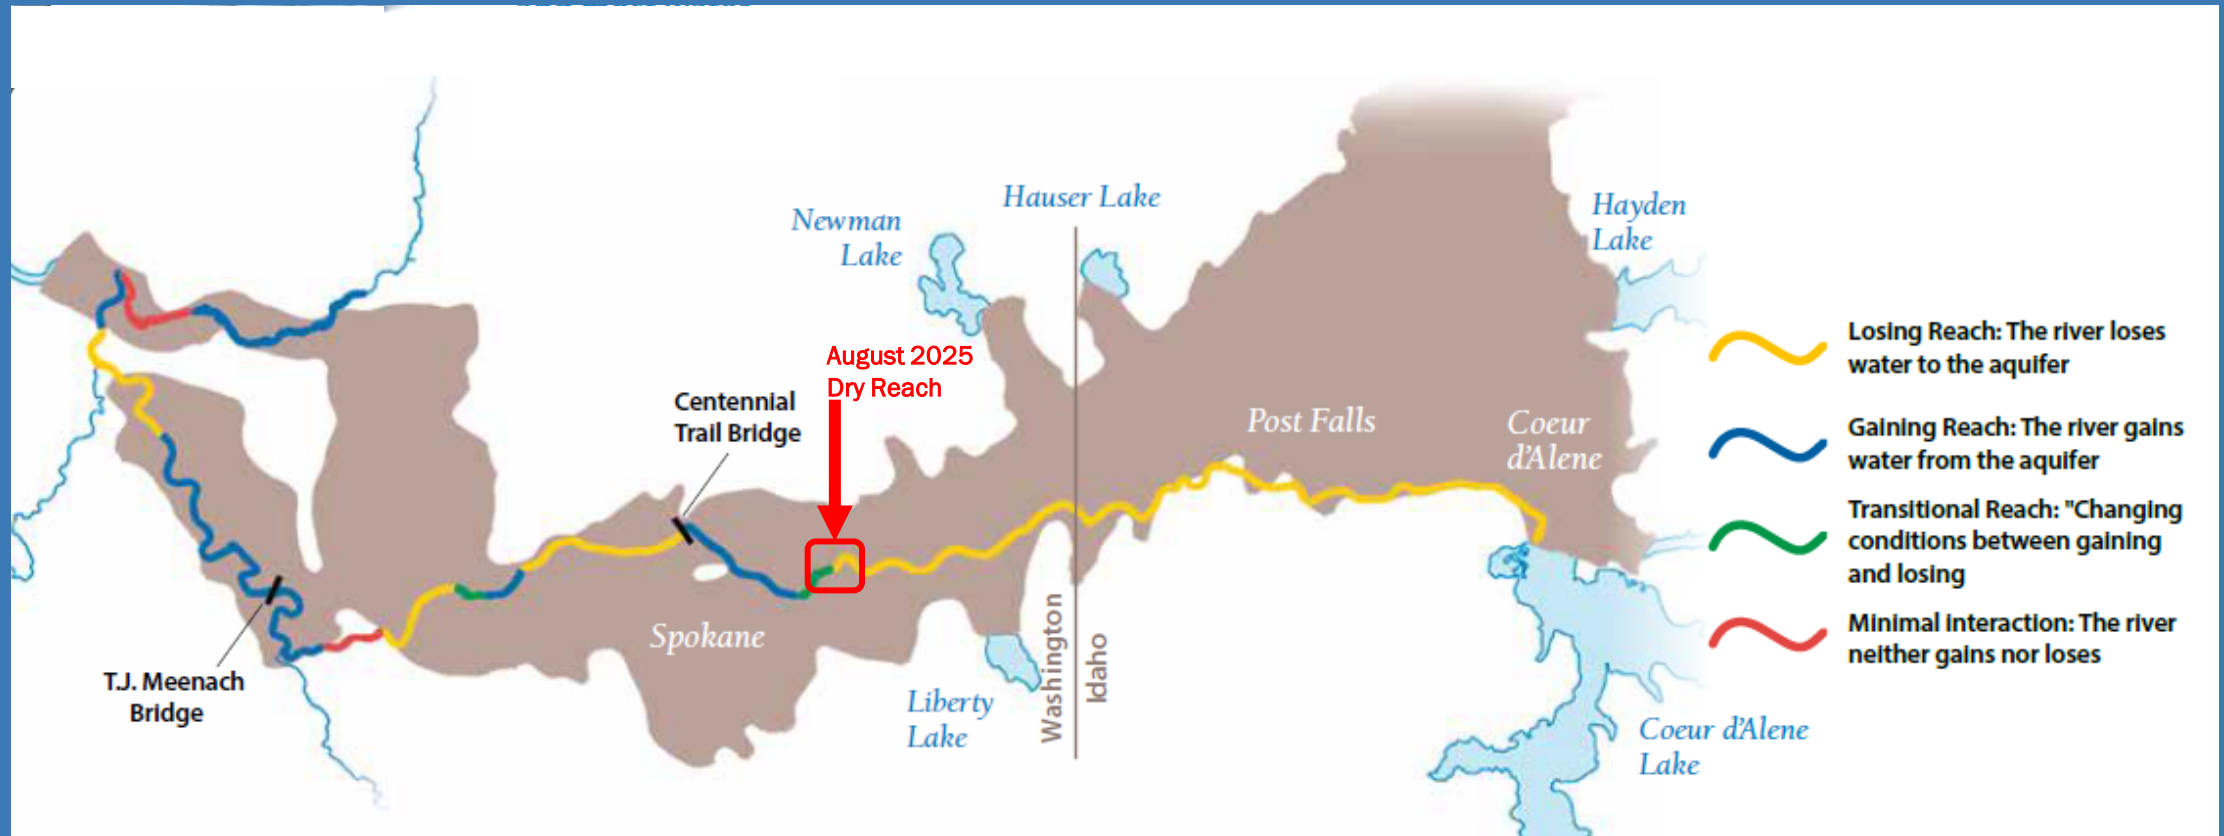 Hauser Lake
Newman
Lake
Hayden
Lake
August 2025
Dry Reach
Centennial
Trail Bridge
Post Falls
Coeur
d'Alene
Spokane
T.J. Meenach
Bridge
Liberty
Lake
Washington
Idaho
Coeur d'Alene
Lake
Losing Reach: The river loses
water to the aquifer
Gaining Reach: The river gains
water from the aquifer
Transitional Reach: "Changing
conditions between gaining
and losing
Minimal interaction: The river
neither gains nor loses